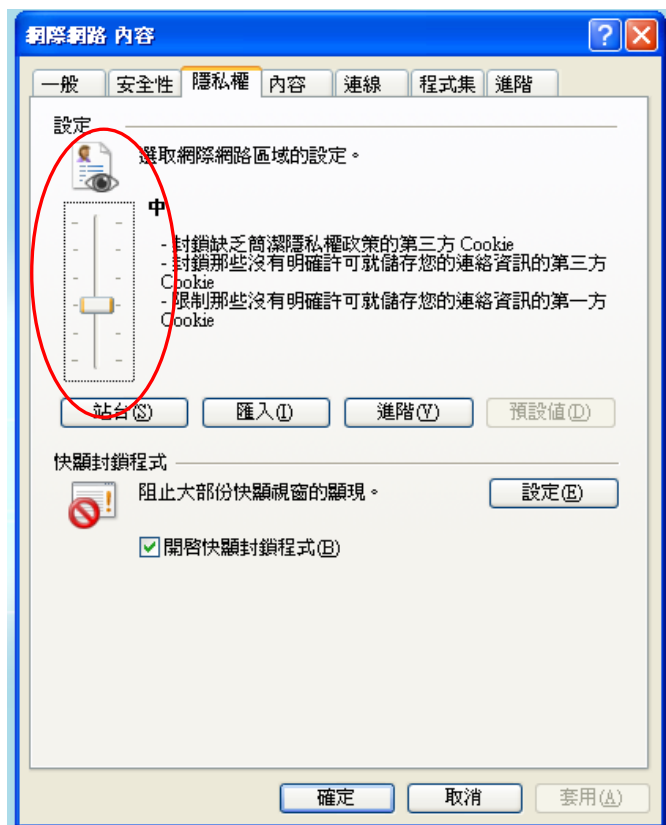 網際網路 內容
一般 安全性 隱私權 內容 連線 程式集 進階
設定
選取網際網路區域的設定。
中
- 封鎖缺乏簡潔隱私權政策的第三方 Cookie
- 封鎖那些沒有明確許可就儲存您的連絡資訊的第三方
Cookie
- 限制那些沒有明確許可就儲存您的連絡資訊的第一方
Cookie
站台(S) 匯入(I) 進階(V) 預設值(D)
快顯封鎖程式
阻止大部份快顯視窗的顯現。 設定(E)
開啓快顯封鎖程式(B)
確定 取消 套用(A)